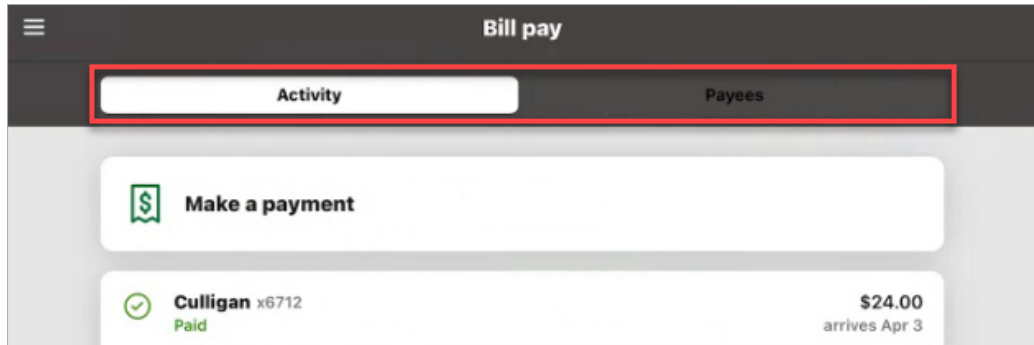 Bill pay
Activity Payees
Make a payment
Culligan x6712 $24.00
Paid arrives Apr 3